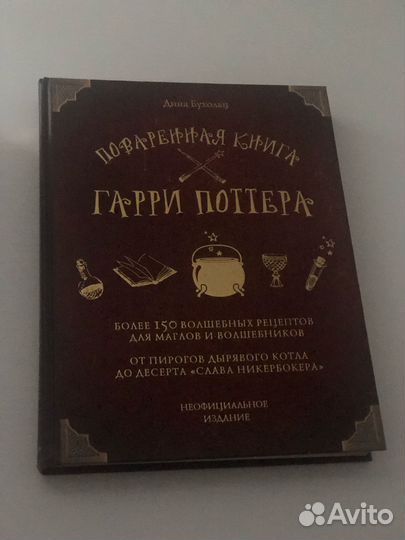 Дина Бухольц
ПОВАРЕННАЯ КНИГА
ГАРРИ ПОТТЕРА
БОЛЕЕ 150 ВОЛШЕБНЫХ РЕЦЕПТОВ
ДЛЯ МАГЛОВ И ВОЛШЕБНИКОВ
ОТ ПИРОГОВ ДЫРЯВОГО КОТЛА
ДО ДЕСЕРТА «СЛАВА НИКЕРБОКЕРА»
НЕОФИЦИАЛЬНОЕ
ИЗДАНИЕ
Avito